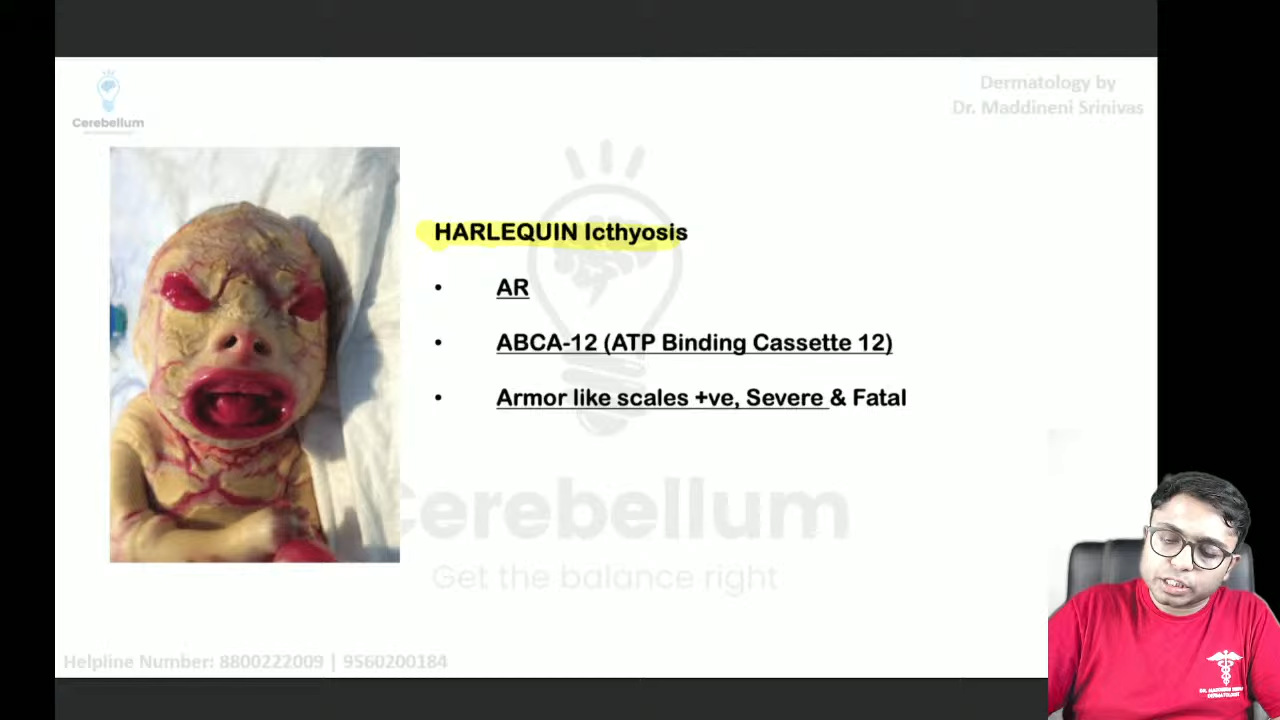 Cerebellum
Dermatology by
Dr. Maddineni Srinivas
HARLEQUIN Icthyosis
• AR
• ABCA-12 (ATP Binding Cassette 12)
• Armor like scales +ve, Severe & Fatal
Cerebellum
Get the balance right
Helpline Number: 8800222009 | 9560200184